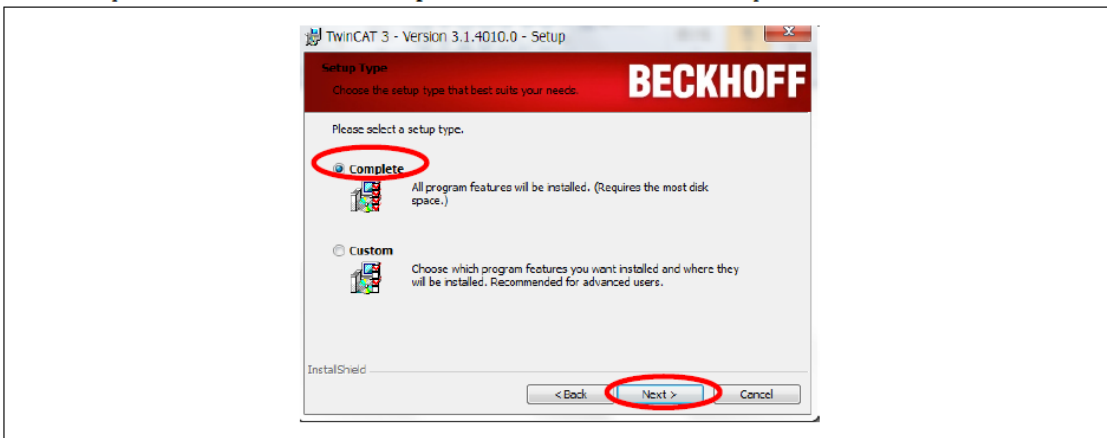 TwinCAT 3 - Version 3.1.4010.0 - Setup
Setup Type
BECKHOFF
Choose the setup type that best suits your needs.
Please select a setup type.
Complete
All program features will be installed. (Requires the most disk
space.)
Custom
Choose which program features you want installed and where they
will be installed. Recommended for advanced users.
InstallShield
< Back Next > Cancel